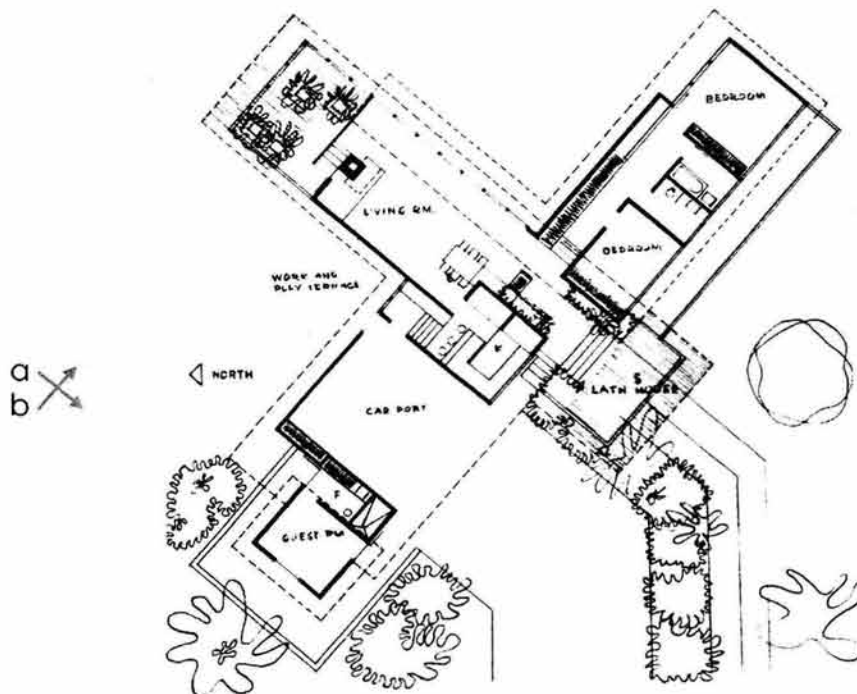 BEDROOM
LIVING RM.
BEDROOM
WORK AND
PLAY TERRACE
a
b
NORTH
K
S
LATH HOUSE
CAR PORT
F
GUEST RM